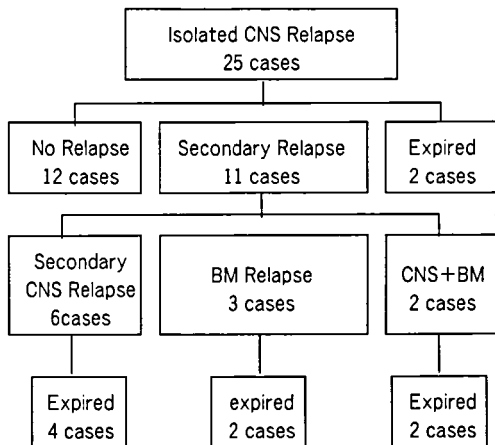 Isolated CNS Relapse
25 cases
No Relapse
12 cases
Secondary Relapse
11 cases
Expired
2 cases
Secondary
CNS Relapse
6cases
BM Relapse
3 cases
CNS+BM
2 cases
Expired
4 cases
expired
2 cases
Expired
2 cases